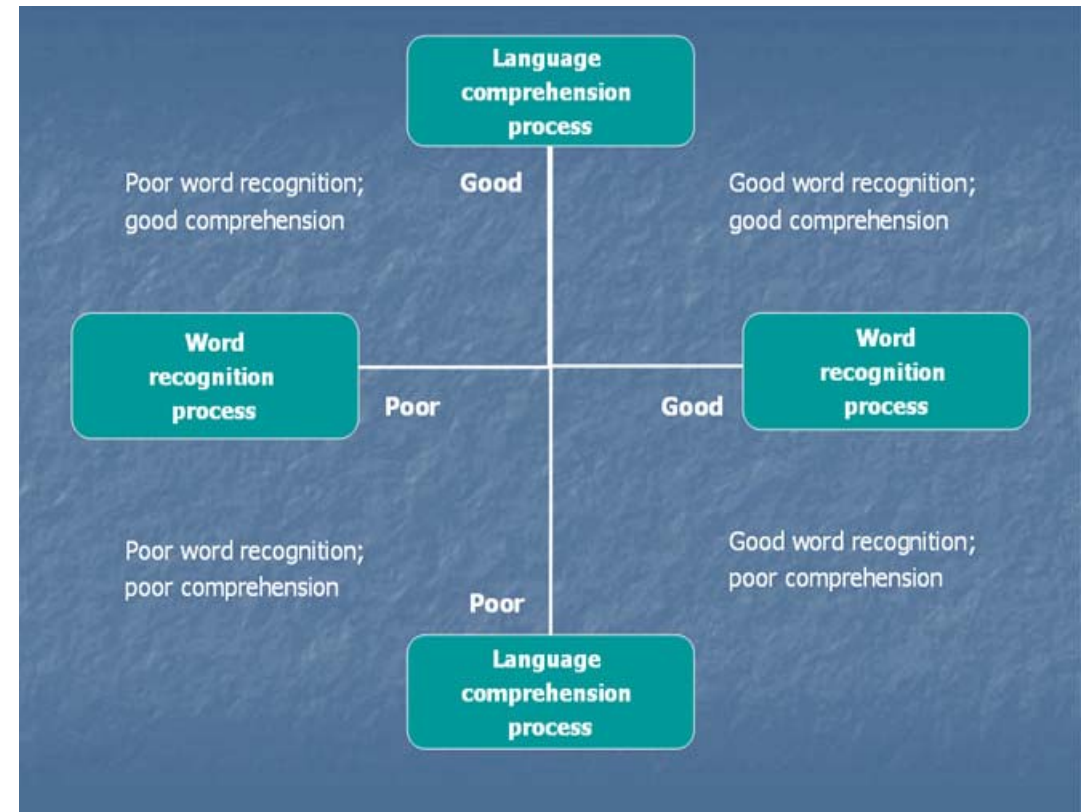 Language
comprehension
process
Poor word recognition;
good comprehension
Good
Good word recognition;
good comprehension
Word
recognition
process
Poor
Good
Word
recognition
process
Poor word recognition;
poor comprehension
Poor
Good word recognition;
poor comprehension
Language
comprehension
process